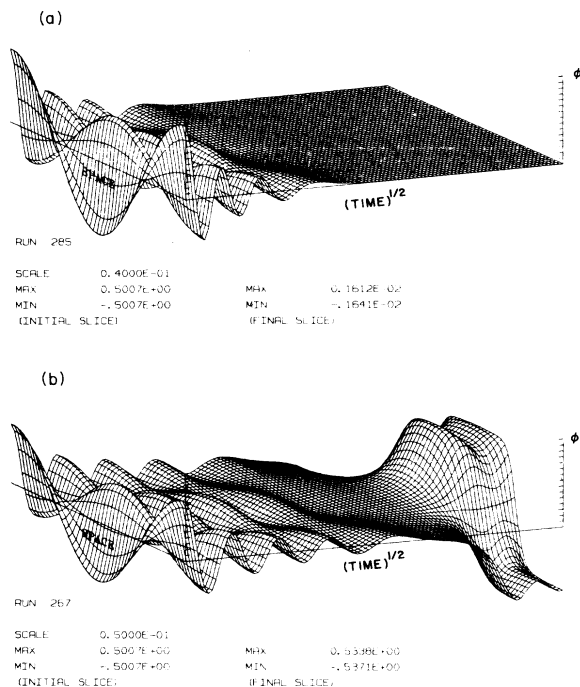 (a)
φ
SPACE
(TIME)1/2
RUN 285
SCALE 0.4000E-01
MAX 0.5007E+00 MAX 0.1612E-02
MIN -.5007E+00 MIN -.1641E-02
(INITIAL SLICE) (FINAL SLICE)
(b)
φ
SPACE
(TIME)1/2
RUN 267
SCALE 0.5000E-01
MAX 0.5007E+00 MAX 0.5338E+00
MIN -.5007E+00 MIN -.5371E+00
(INITIAL SLICE) (FINAL SLICE)